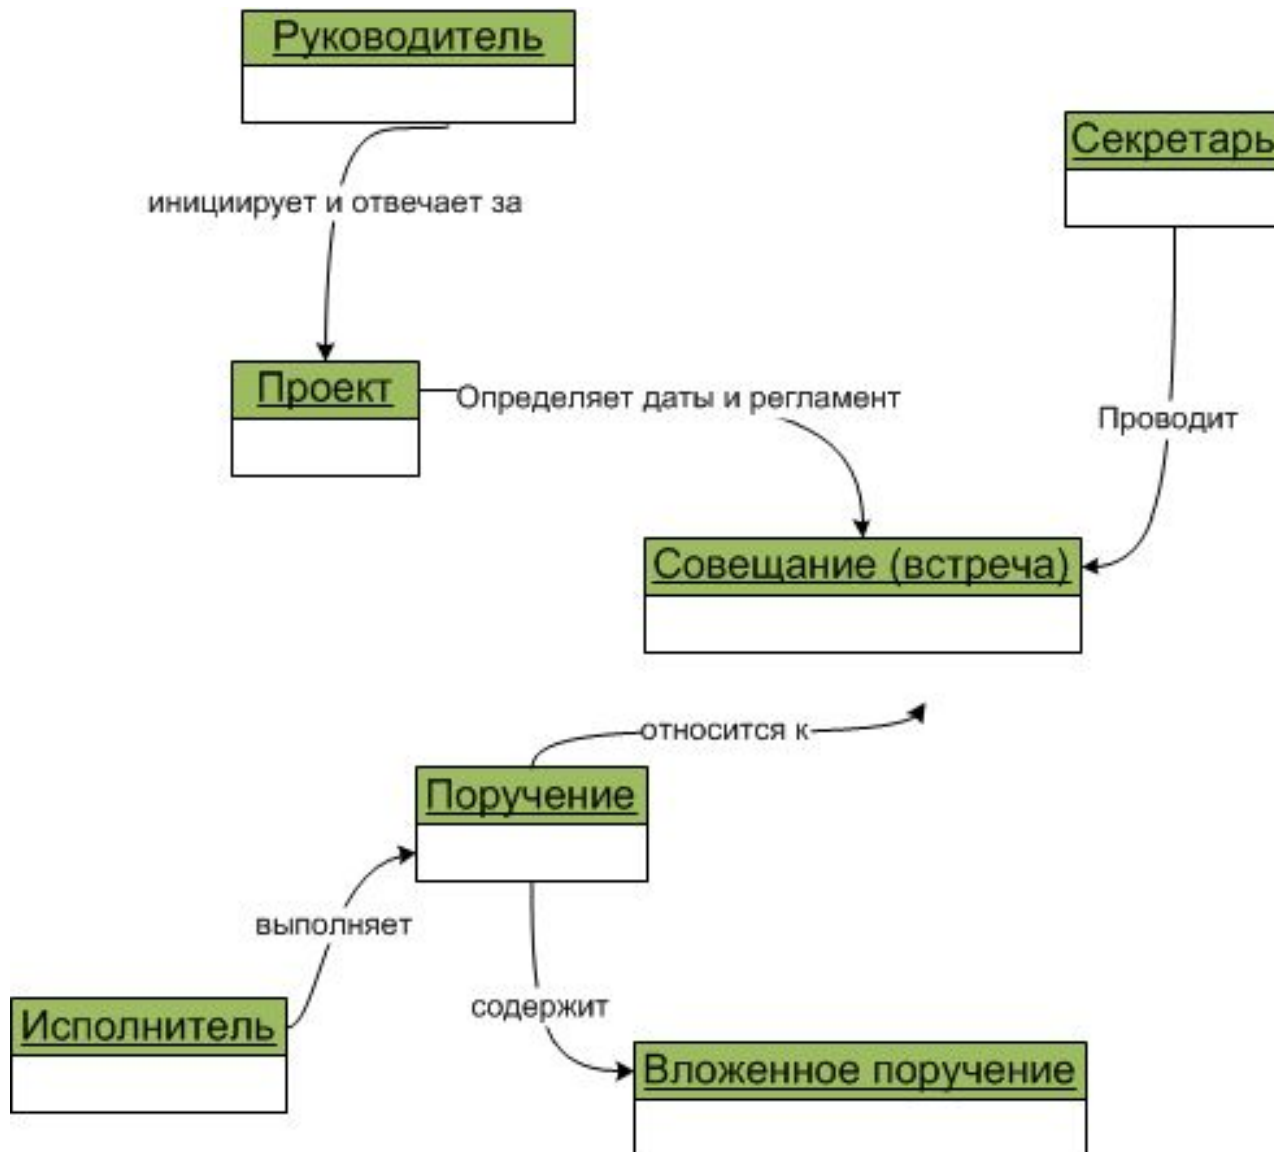 Руководитель
Секретарь
инициирует и отвечает за
Проект
Определяет даты и регламент
Проводит
Совещание (встреча)
относится к
Поручение
выполняет
содержит
Исполнитель
Вложенное поручение